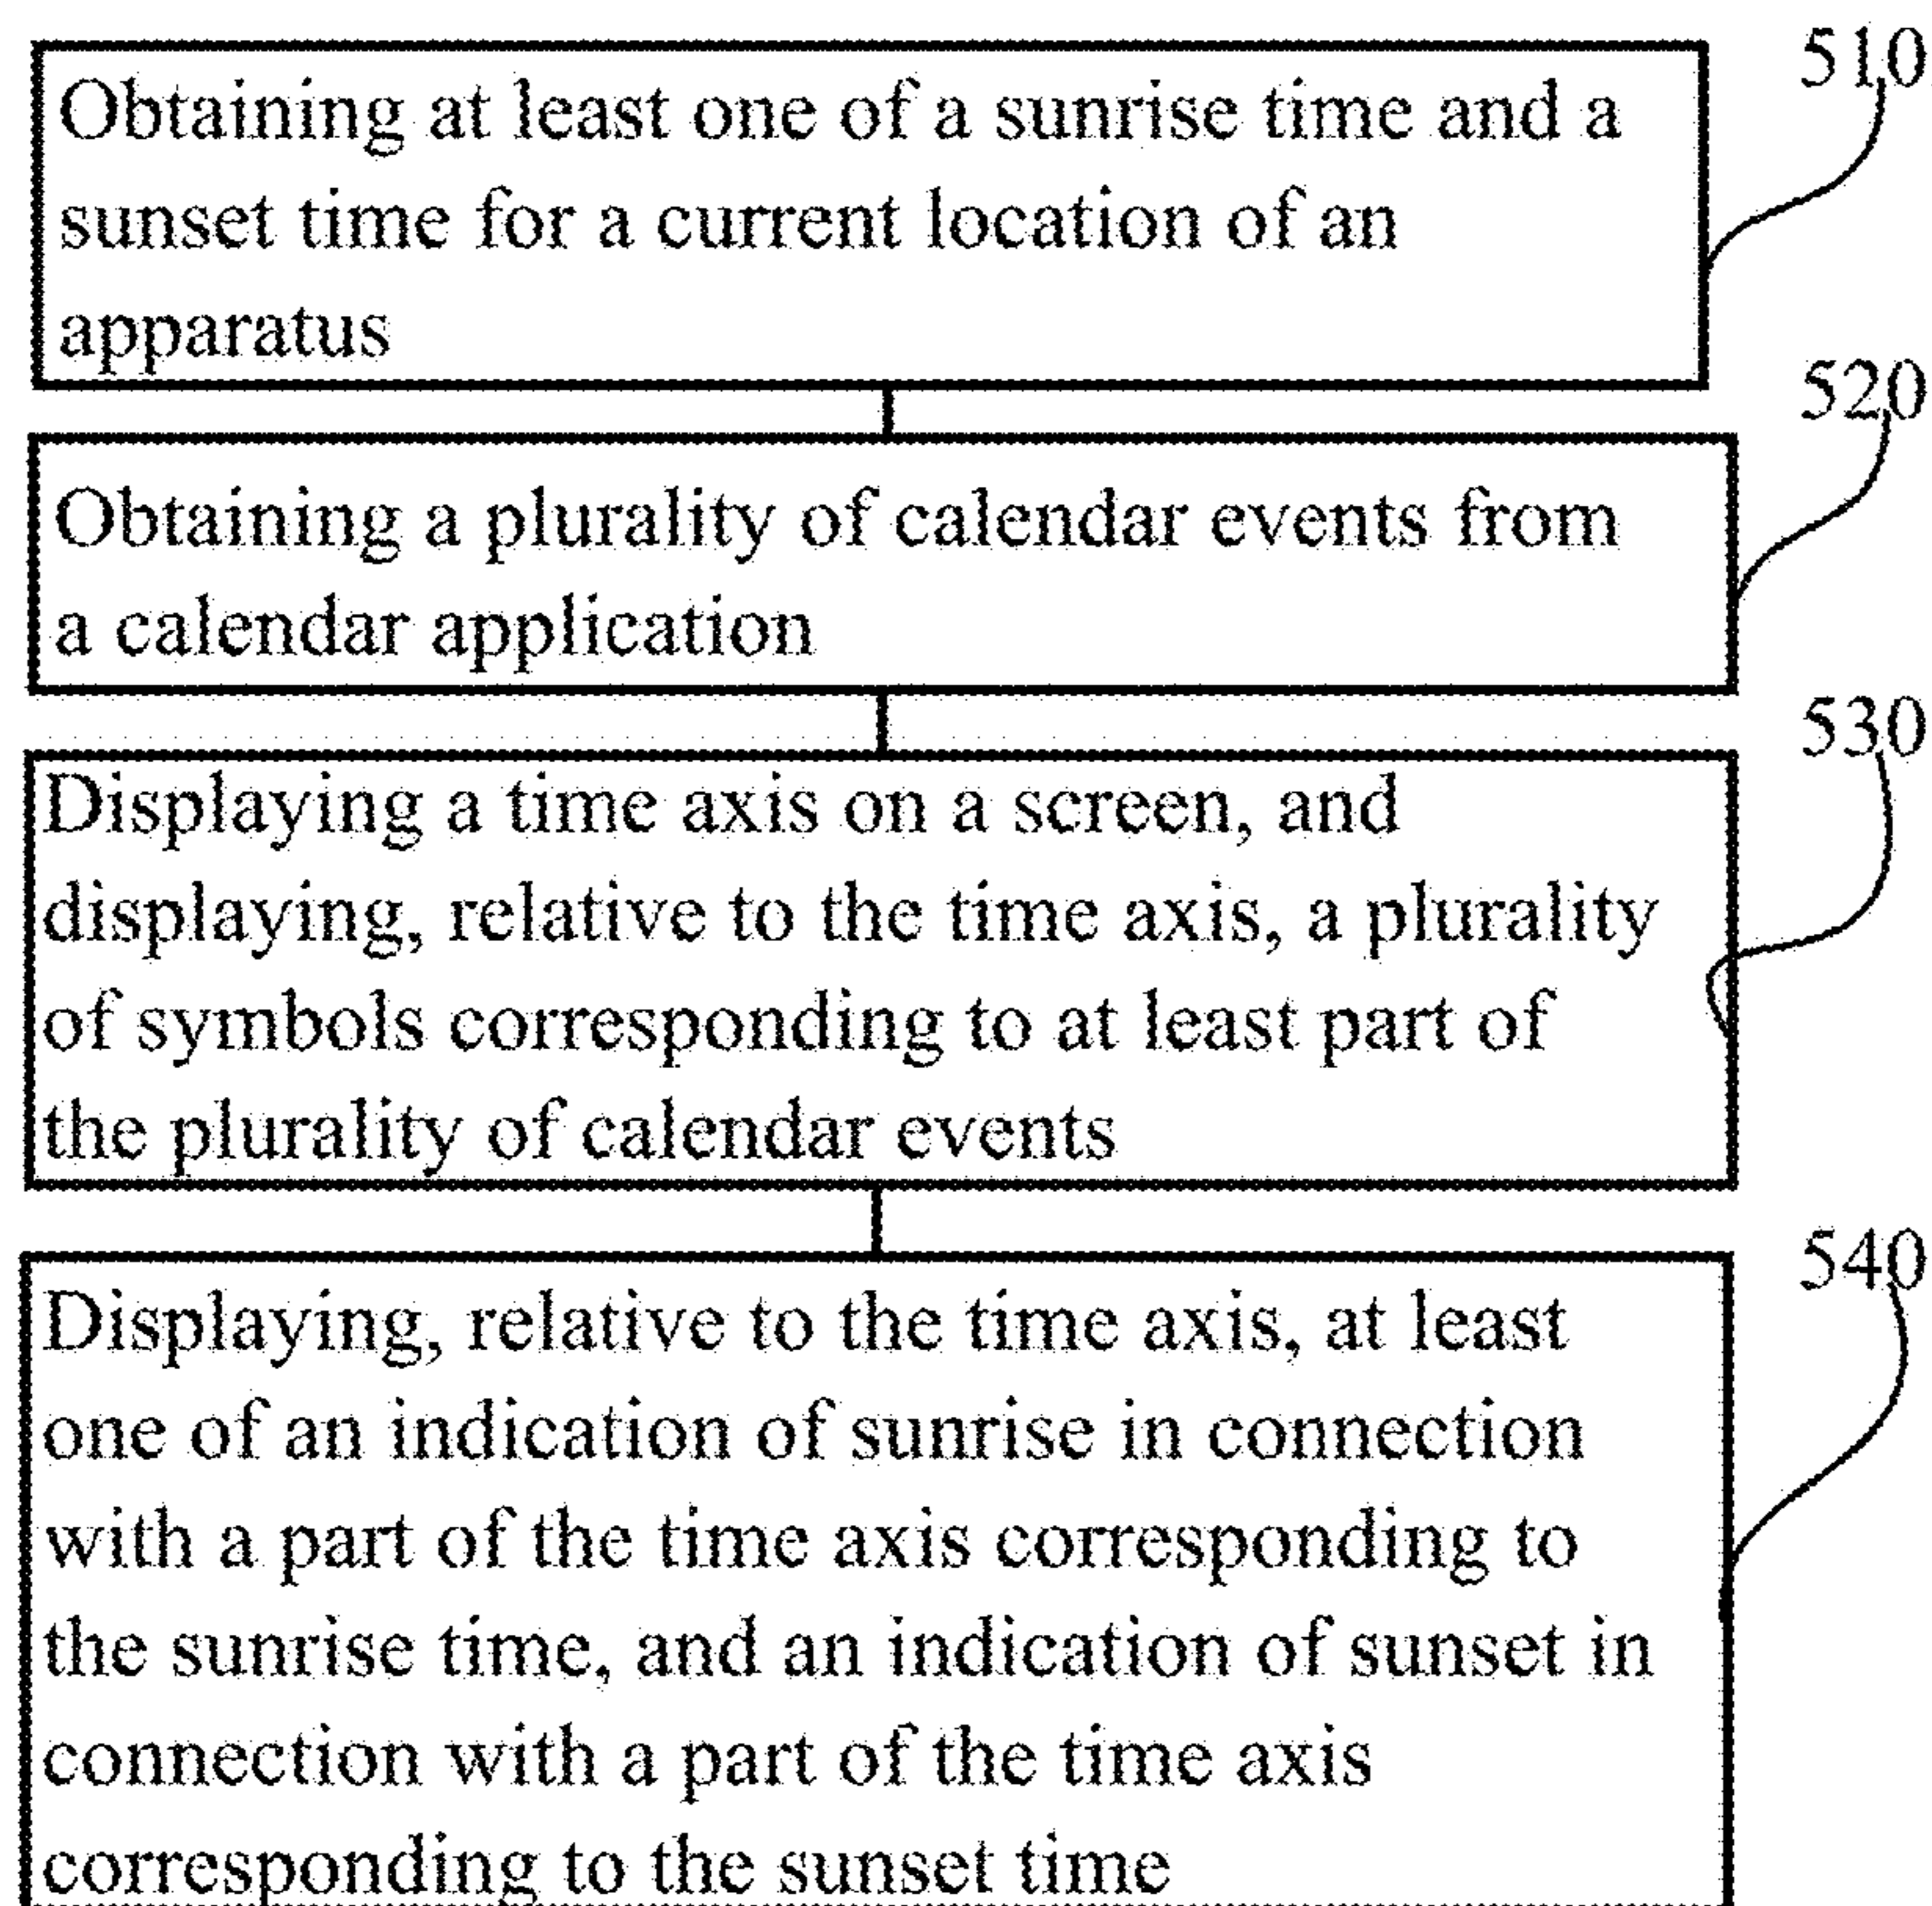 510
Obtaining at least one of a sunrise time and a
sunset time for a current location of an
apparatus
520
Obtaining a plurality of calendar events from
a calendar application
530
Displaying a time axis on a screen, and
displaying, relative to the time axis, a plurality
of symbols corresponding to at least part of
the plurality of calendar events
540
Displaying, relative to the time axis, at least
one of an indication of sunrise in connection
with a part of the time axis corresponding to
the sunrise time, and an indication of sunset in
connection with a part of the time axis
corresponding to the sunset time